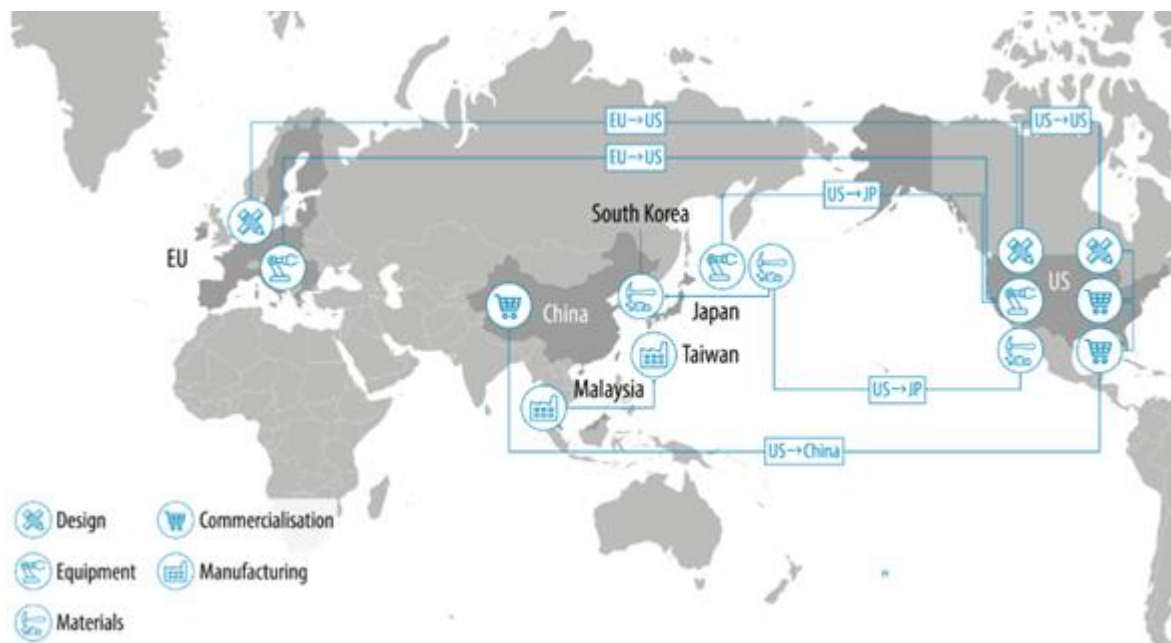 EU→US
US→US
EU→US
US→JP
South Korea
EU
US
China
Japan
Taiwan
Malaysia
US→JP
US→China
Design
Commercialisation
Equipment
Manufacturing
Materials